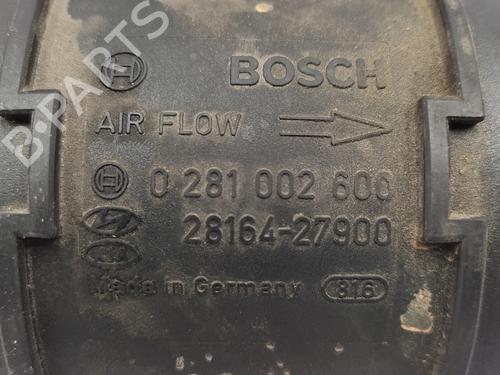 B-PARTS
BOSCH
AIR FLOW
0 281 002 600
28164-27900
Made in Germany 816